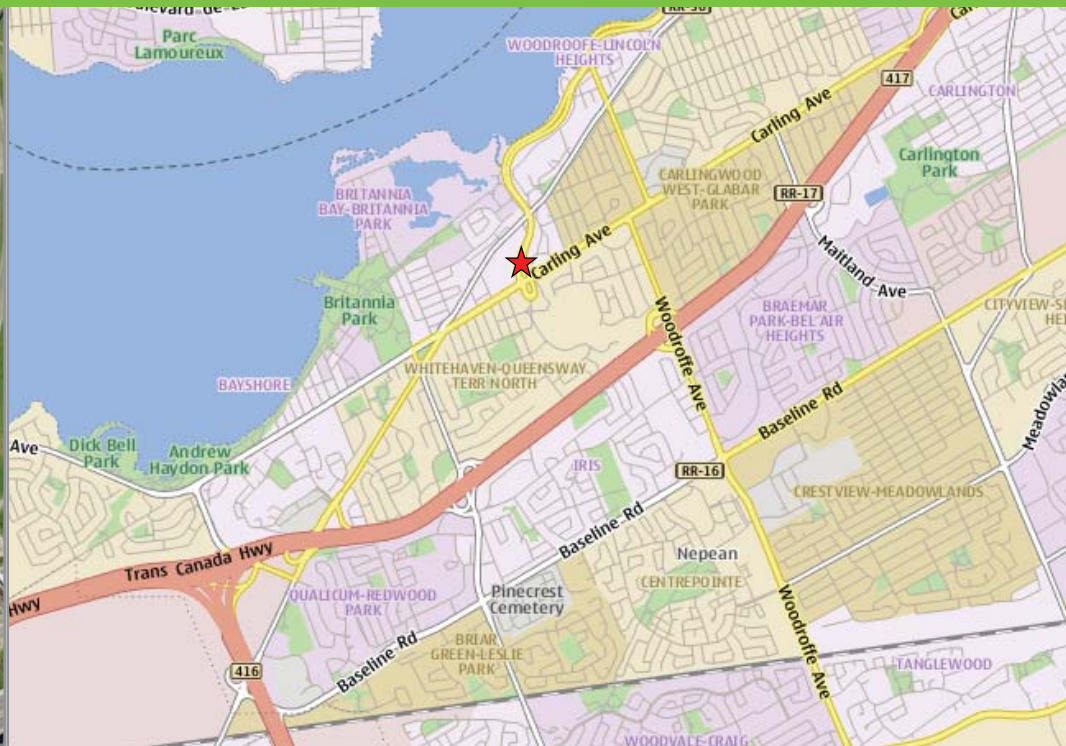 Parc
Lamoureux
WOODROOFE-LINCOLN
HEIGHTS
417
CARLINGTON
Carling Ave
Carlington
Park
CARLINGWOOD
WEST-GLABAR
PARK
RR-17
BRITANNIA
BAY-BRITANNIA
PARK
Carling Ave
Maitland Ave
Britannia
Park
Woodroffe Ave
BRAEMAR
PARK-BEL AIR
HEIGHTS
WHITEHAVEN-QUEENSWAY
TERR NORTH
BAYSHORE
Baseline Rd
Ave
Dick Bell
Park
Andrew
Haydon Park
IRIS
RR-16
CRESTVIEW-MEADOWLANDS
Baseline Rd
Nepean
CENTREPOINTE
Trans Canada Hwy
Hwy
QUALICUM-REDWOOD
PARK
Pinecrest
Cemetery
Woodroffe Ave
BRIAR
GREEN-LESLIE
PARK
Baseline Rd
416
TANGLEWOOD
WOODVALE-CRAIG